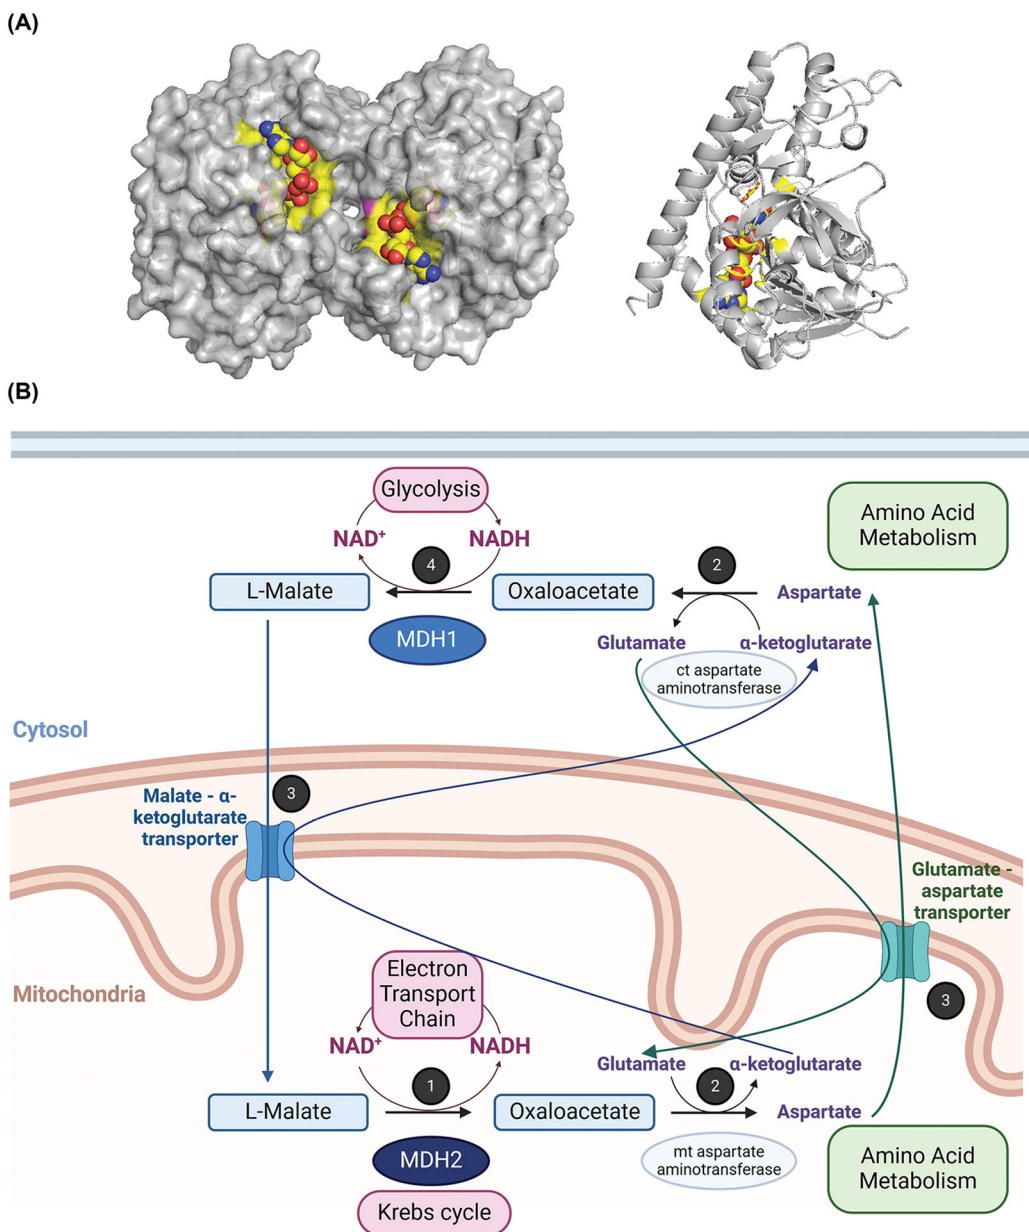 (A)
(B)
Glycolysis
Amino Acid
Metabolism
NAD+
NADH
4
2
L-Malate
Oxaloacetate
Aspartate
MDH1
Glutamate
α-ketoglutarate
ct aspartate
aminotransferase
Cytosol
Malate - α-
ketoglutarate
transporter
3
Glutamate -
aspartate
transporter
Mitochondria
Electron
Transport
Chain
3
NAD+
NADH
Glutamate
α-ketoglutarate
1
2
L-Malate
Oxaloacetate
Aspartate
MDH2
mt aspartate
aminotransferase
Amino Acid
Metabolism
Krebs cycle